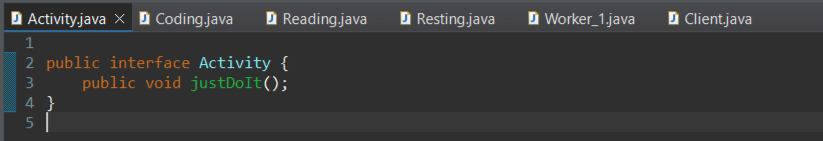 Activity.java Coding.java Reading.java Resting.java Worker_1.java Client.java
1
2 public interface Activity {
3     public void justDoIt();
4 }
5